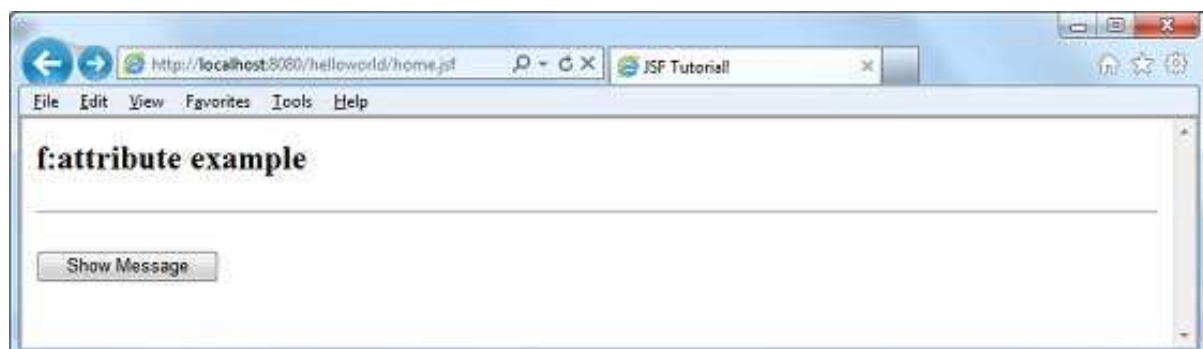 http://localhost:8080/helloworld/home.jsf
JSF Tutorial!
File Edit View Favorites Tools Help
f:attribute example
Show Message